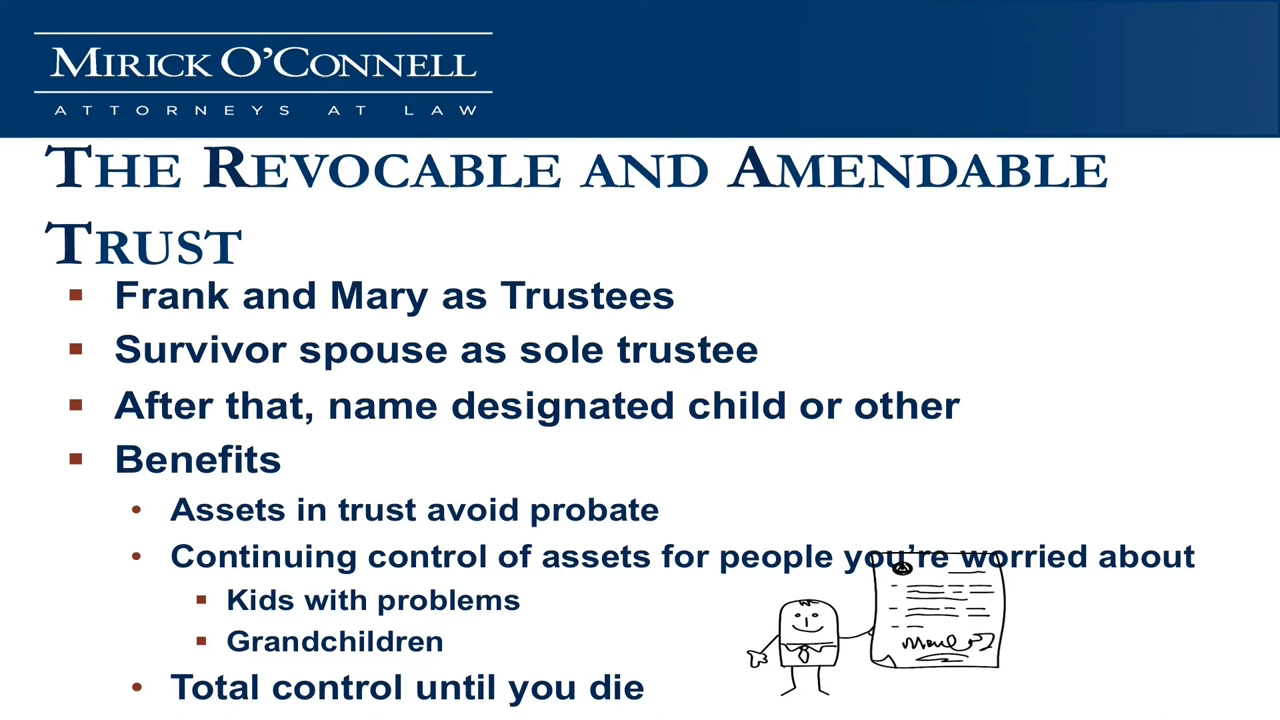 MIRICK O'CONNELL
ATTORNEYS AT LAW
THE REVOCABLE AND AMENDABLE
TRUST
▪ Frank and Mary as Trustees
▪ Survivor spouse as sole trustee
▪ After that, name designated child or other
▪ Benefits
• Assets in trust avoid probate
• Continuing control of assets for people you're worried about
▪ Kids with problems
▪ Grandchildren
• Total control until you die